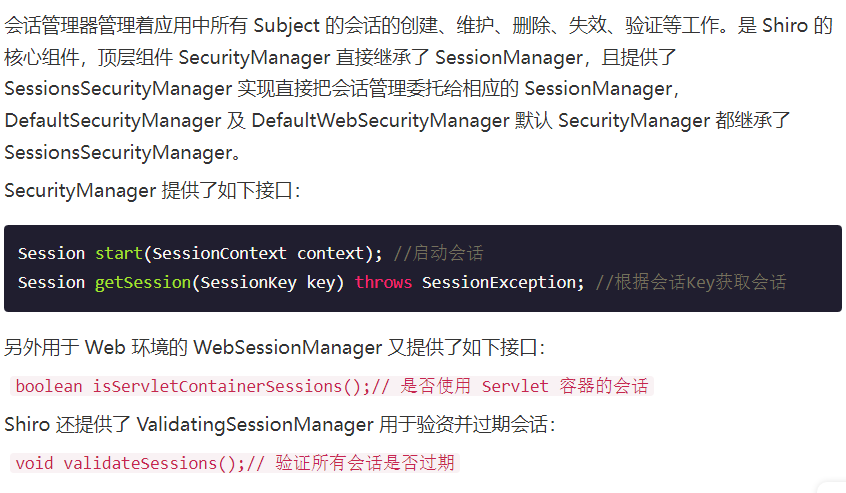 会话管理器管理着应用中所有 Subject 的会话的创建、维护、删除、失效、验证等工作。是 Shiro 的
核心组件，顶层组件 SecurityManager 直接继承了 SessionManager，且提供了
SessionsSecurityManager 实现直接把会话管理委托给相应的 SessionManager，
DefaultSecurityManager 及 DefaultWebSecurityManager 默认 SecurityManager 都继承了
SessionsSecurityManager。
SecurityManager 提供了如下接口：
Session start(SessionContext context); //启动会话
Session getSession(SessionKey key) throws SessionException; //根据会话Key获取会话
另外用于 Web 环境的 WebSessionManager 又提供了如下接口：
boolean isServletContainerSessions();// 是否使用 Servlet 容器的会话
Shiro 还提供了 ValidatingSessionManager 用于验资并过期会话：
void validateSessions();// 验证所有会话是否过期